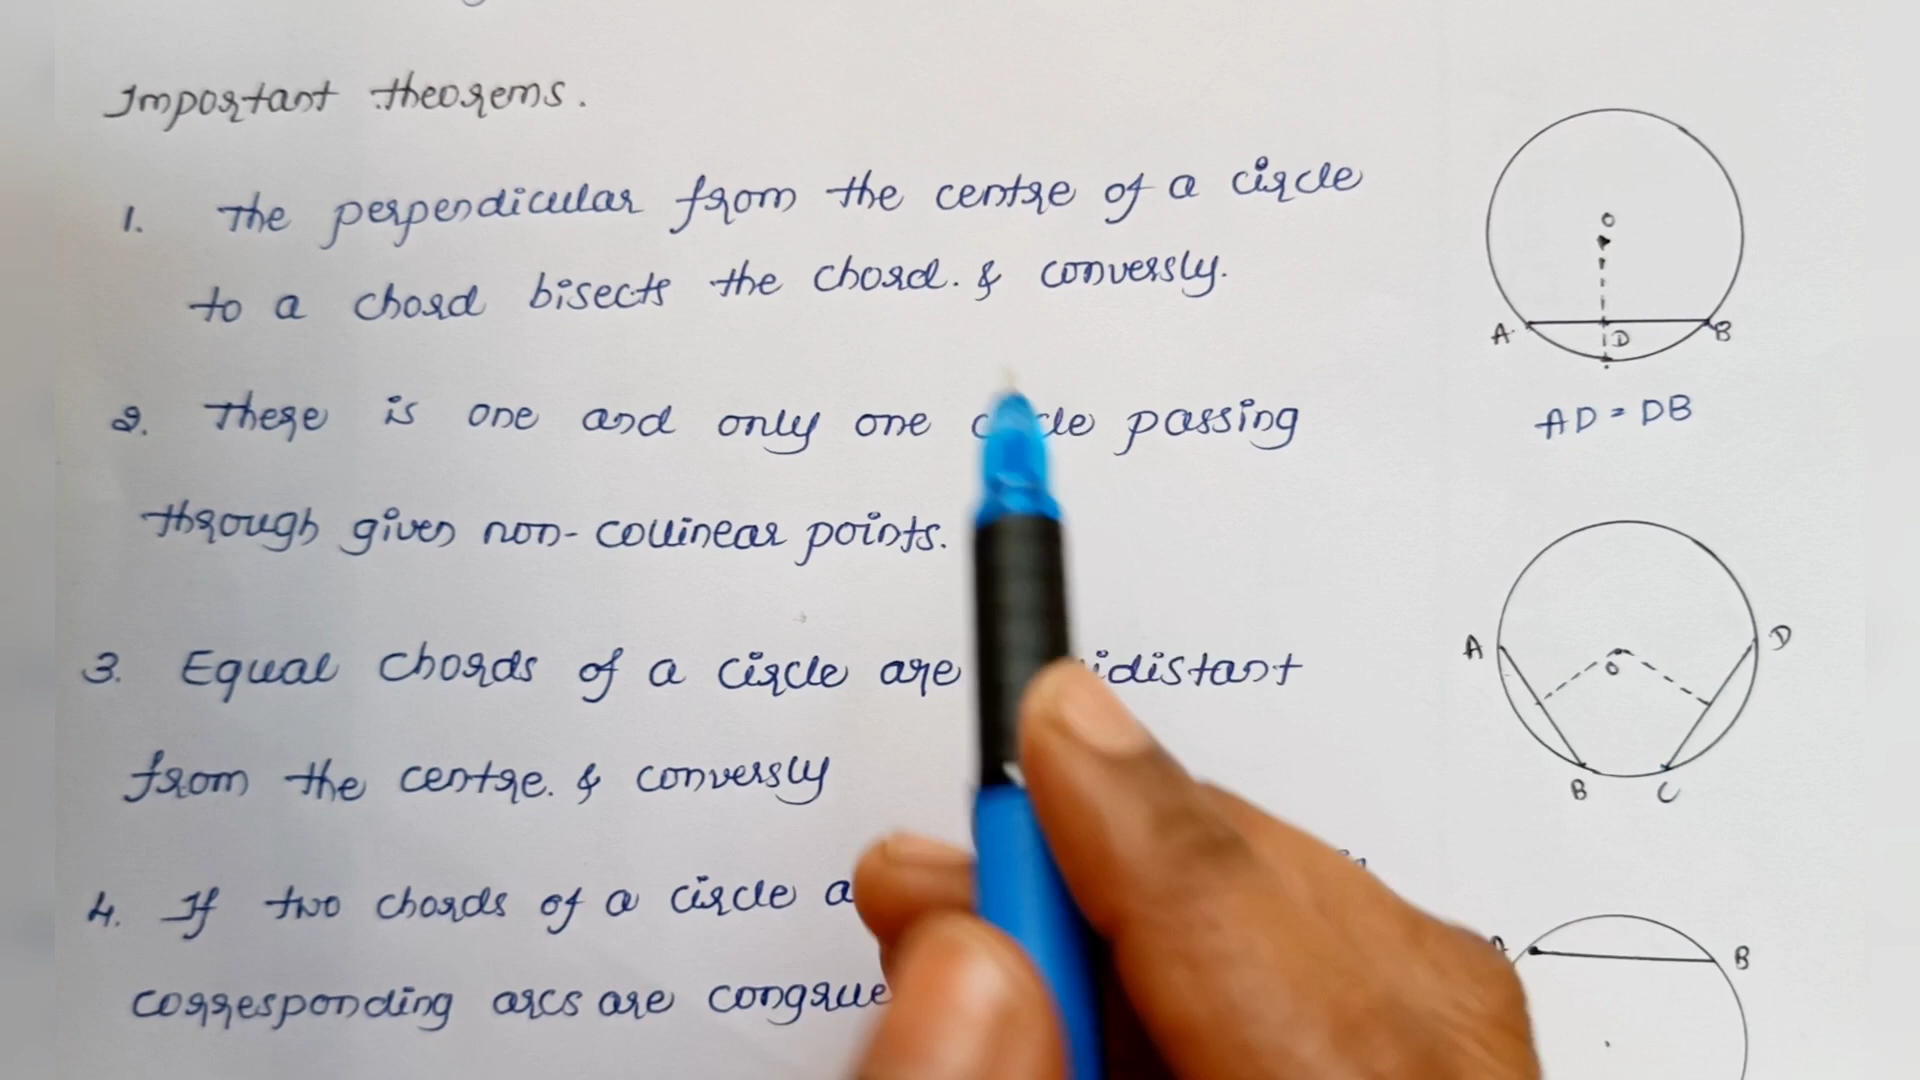 Important theorems.
1. The perpendicular from the centre of a circle
to a chord bisects the chord. & conversly.
2. There is one and only one passing
through given non-collinear points.
3. Equal chords of a circle are
from the centre. & conversly
4. If two chords of a circle
corresponding arcs are
O
A
D
B
AD = DB
A
D
O
B
C
B